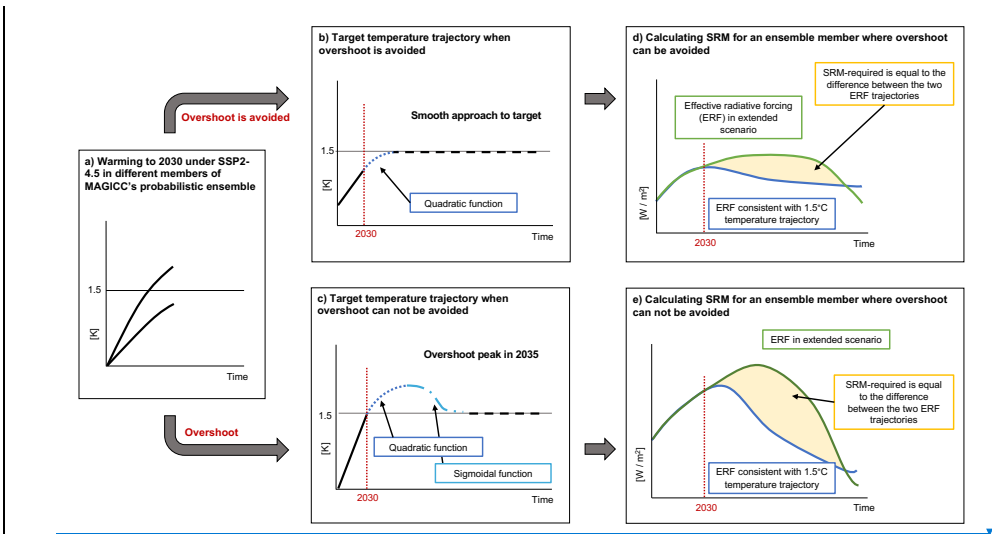 a) Warming to 2030 under SSP2-
4.5 in different members of
MAGICC's probabilistic ensemble
1.5
[K]
Time
Overshoot is avoided
Overshoot
b) Target temperature trajectory when
overshoot is avoided
Smooth approach to target
1.5
[K]
Quadratic function
2030
Time
c) Target temperature trajectory when
overshoot can not be avoided
Overshoot peak in 2035
1.5
[K]
Quadratic function
Sigmoidal function
2030
Time
d) Calculating SRM for an ensemble member where overshoot
can be avoided
SRM-required is equal to the
difference between the two
ERF trajectories
Effective radiative forcing
(ERF) in extended
scenario
[W / m²]
ERF consistent with 1.5°C
temperature trajectory
2030
Time
e) Calculating SRM for an ensemble member where overshoot
can not be avoided
ERF in extended scenario
SRM-required is equal
to the difference
between the two ERF
trajectories
[W / m²]
ERF consistent with 1.5°C
temperature trajectory
2030
Time